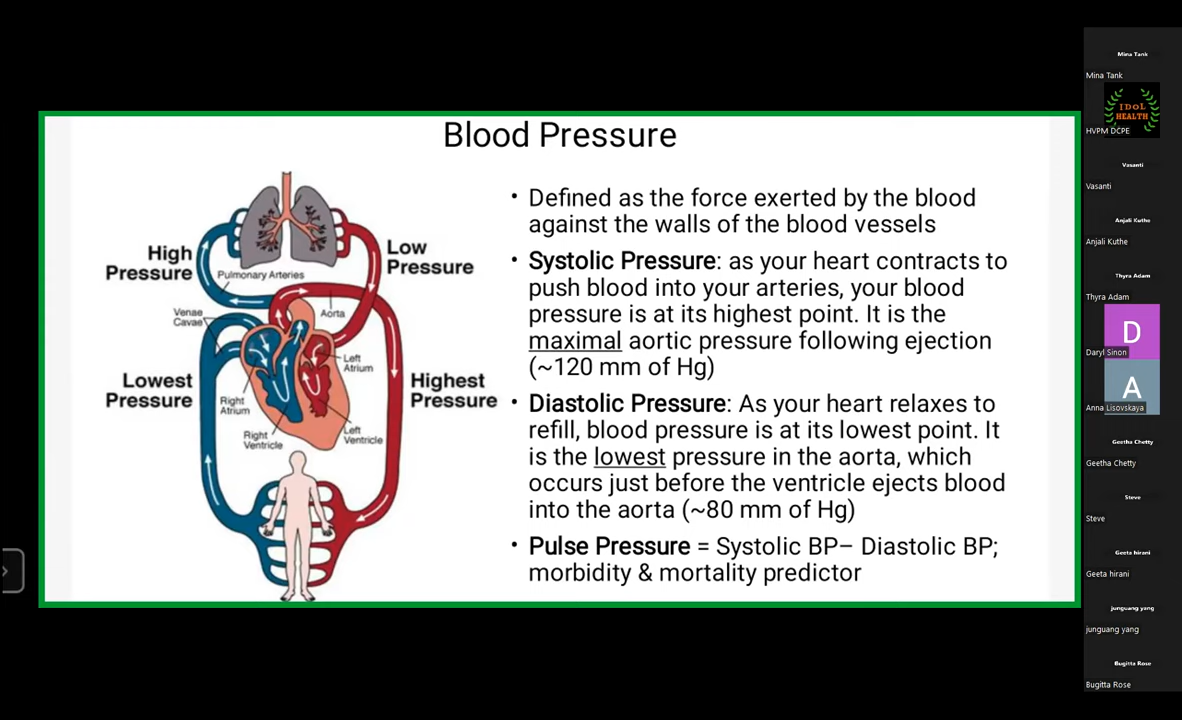 Blood Pressure
High
Pressure
Low
Pressure
Pulmonary Arteries
Venae
Cavae
Aorta
Left
Atrium
Lowest
Pressure
Highest
Pressure
Right
Atrium
Right
Ventricle
Left
Ventricle
• Defined as the force exerted by the blood
against the walls of the blood vessels
• Systolic Pressure: as your heart contracts to
push blood into your arteries, your blood
pressure is at its highest point. It is the
maximal aortic pressure following ejection
(~120 mm of Hg)
• Diastolic Pressure: As your heart relaxes to
refill, blood pressure is at its lowest point. It
is the lowest pressure in the aorta, which
occurs just before the ventricle ejects blood
into the aorta (~80 mm of Hg)
• Pulse Pressure = Systolic BP– Diastolic BP;
morbidity & mortality predictor
Mina Tank
Mina Tank
IDOL
HEALTH
HVPM DCPE
Vasanti
Vasanti
Anjali Kuthe
Anjali Kuthe
Thyra Adam
Thyra Adam
D
Daryl Sinon
A
Anna Lisovskaya
Geetha Chetty
Geetha Chetty
Steve
Steve
Geeta hirani
Geeta hirani
junguang yang
junguang yang
Bugitta Rose
Bugitta Rose